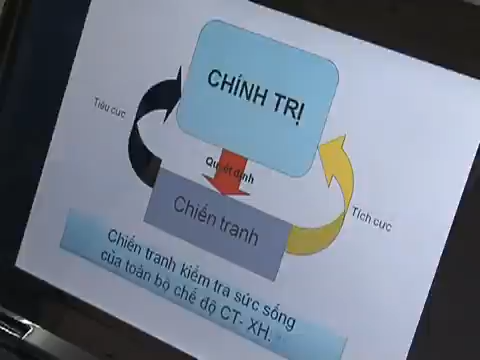 CHÍNH TRỊ
Tiêu cực
Quyết định
Tích cực
Chiến tranh
Chiến tranh kiểm tra sức sống
của toàn bộ chế độ CT- XH.